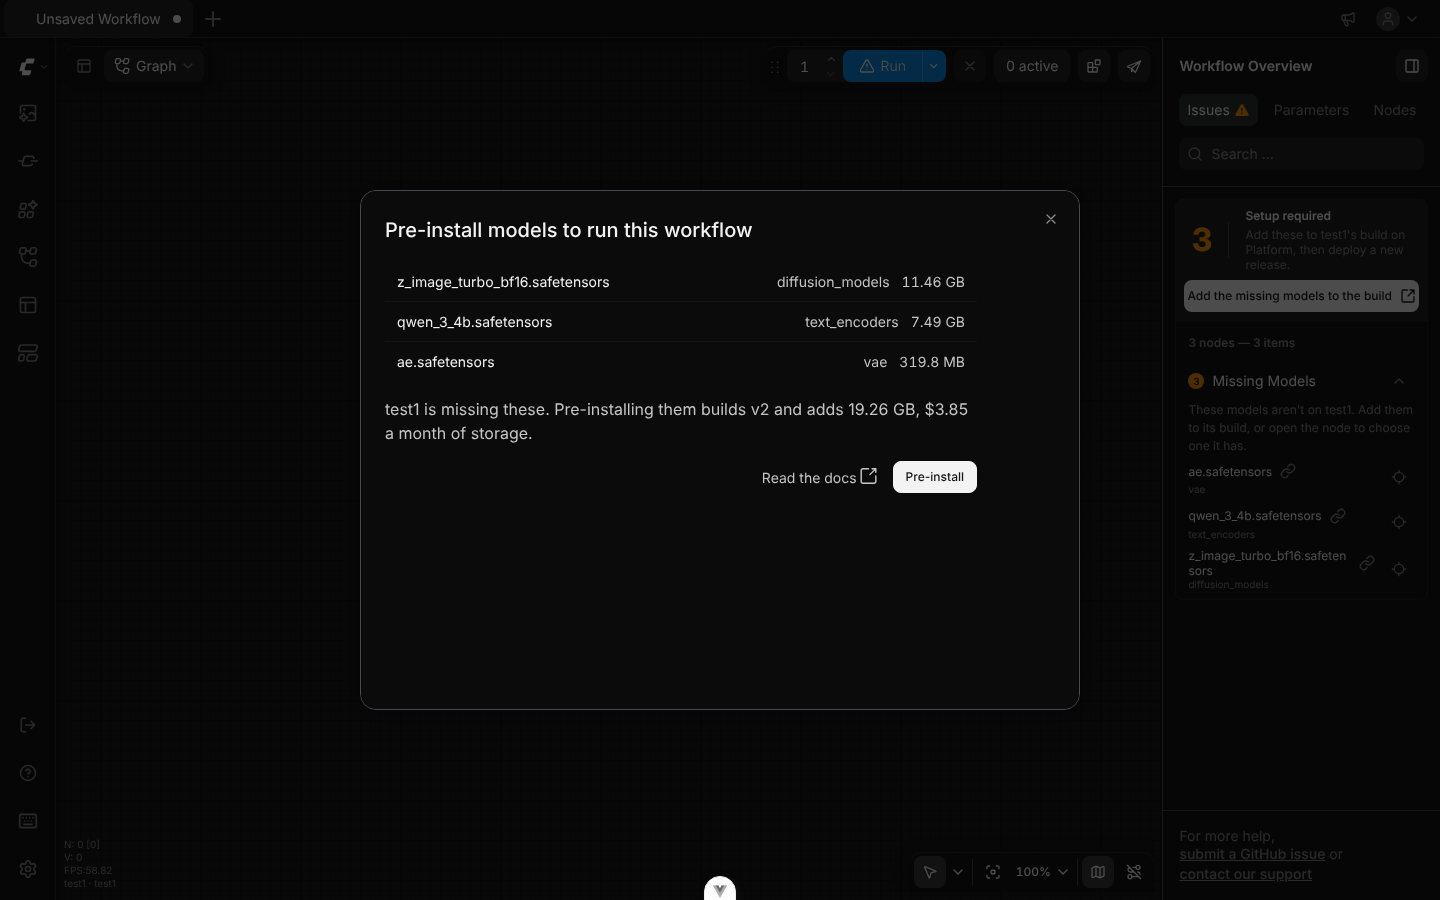 Unsaved Workflow
Graph
1
Run
0 active
Workflow Overview
Issues
Parameters
Nodes
Search ...
3
Setup required
Add these to test1's build on
Platform, then deploy a new
release.
Add the missing models to the build
3 nodes — 3 items
3
Missing Models
These models aren't on test1. Add them
to its build, or open the node to choose
one it has.
ae.safetensors
vae
qwen_3_4b.safetensors
text_encoders
z_image_turbo_bf16.safeten
sors
diffusion_models
For more help,
submit a GitHub issue or
contact our support
Pre-install models to run this workflow
z_image_turbo_bf16.safetensors diffusion_models 11.46 GB
qwen_3_4b.safetensors text_encoders 7.49 GB
ae.safetensors vae 319.8 MB
test1 is missing these. Pre-installing them builds v2 and adds 19.26 GB, $3.85
a month of storage.
Read the docs
Pre-install
N: 0 [0]
V: 0
FPS:58.82
test1 · test1
100%